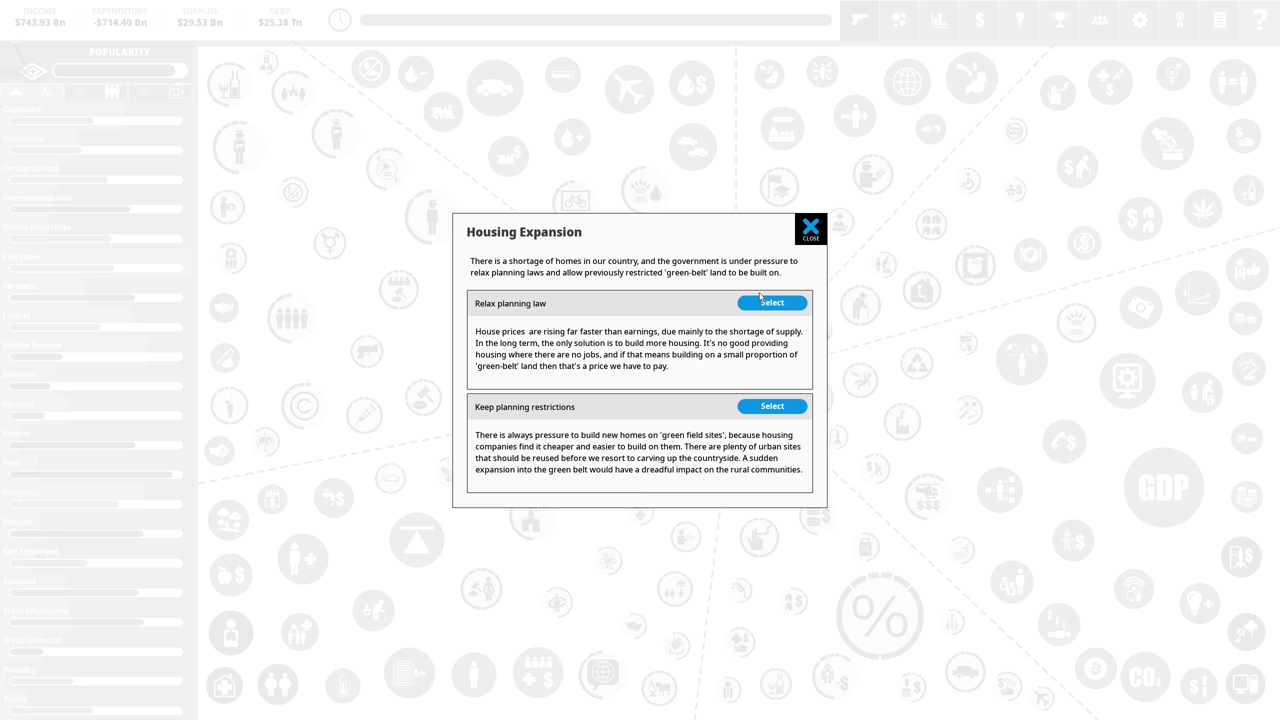 INCOME EXPENDITURE SURPLUS DEBT
$743.93 Bn -$714.40 Bn $29.53 Bn $25.38 Tn
POPULARITY
Capitalist
Commuter
Conservatives
Environmentalist
Ethnic Minorities
Everyone
Farmers
Liberal
Middle Income
Motorist
Parents
Patriot
Poor
Religious
Retired
Self Employed
Socialist
State Employees
Trade Unionist
Wealthy
Youth
Housing Expansion
CLOSE
There is a shortage of homes in our country, and the government is under pressure to
relax planning laws and allow previously restricted 'green-belt' land to be built on.
Relax planning law Select
House prices are rising far faster than earnings, due mainly to the shortage of supply.
In the long term, the only solution is to build more housing. It's no good providing
housing where there are no jobs, and if that means building on a small proportion of
'green-belt' land then that's a price we have to pay.
Keep planning restrictions Select
There is always pressure to build new homes on 'green field sites', because housing
companies find it cheaper and easier to build on them. There are plenty of urban sites
that should be reused before we resort to carving up the countryside. A sudden
expansion into the green belt would have a dreadful impact on the rural communities.
GDP
CO2